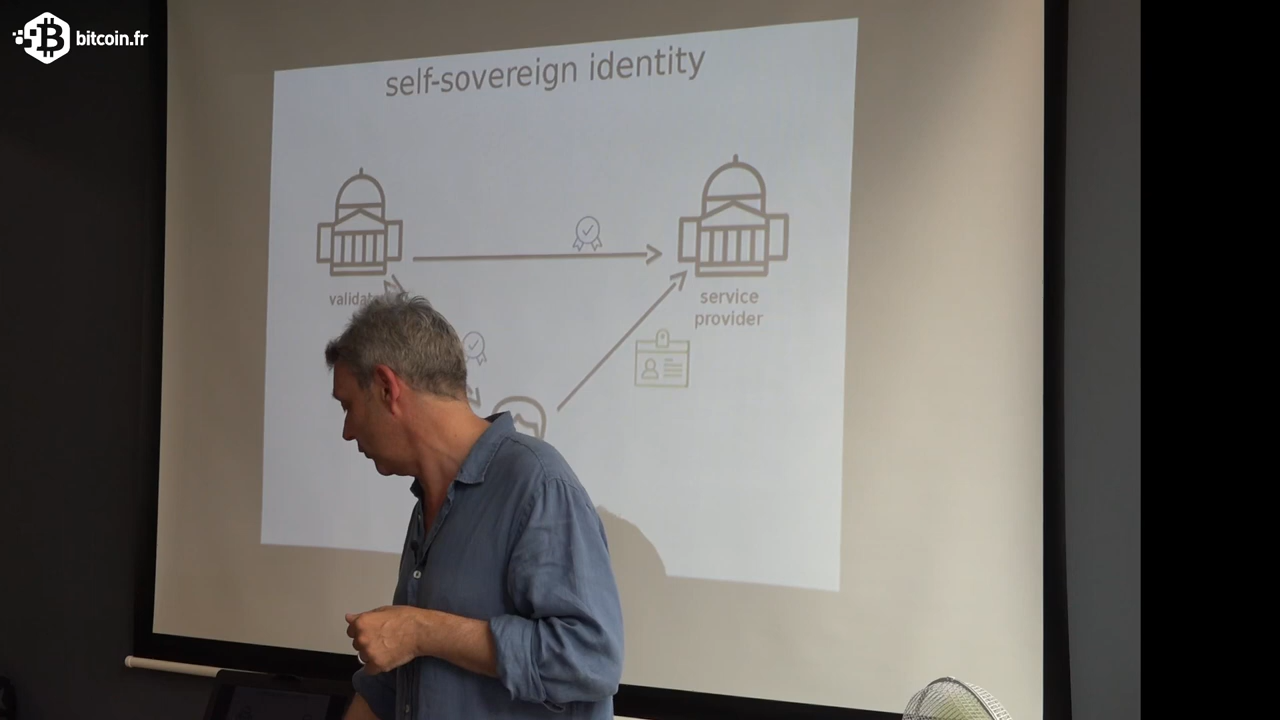 bitcoin.fr
self-sovereign identity
service
provider